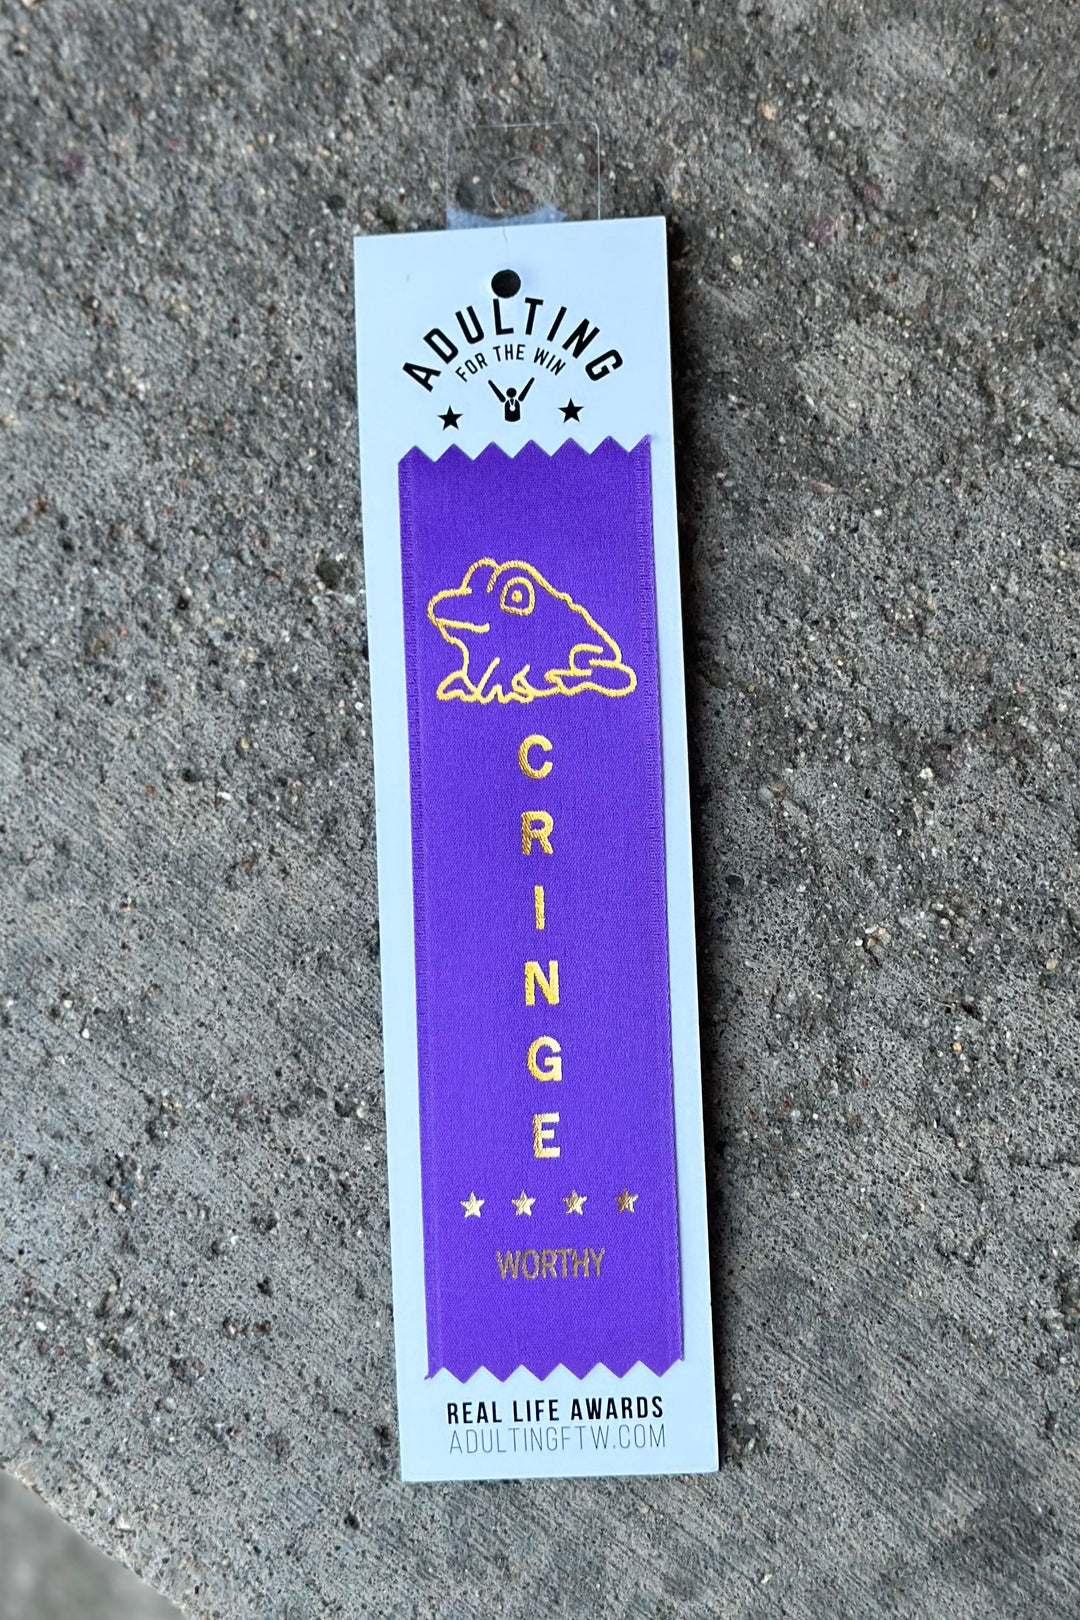 ADULTING
FOR THE WIN
CRINGE
WORTHY
REAL LIFE AWARDS
ADULTINGFTW.COM